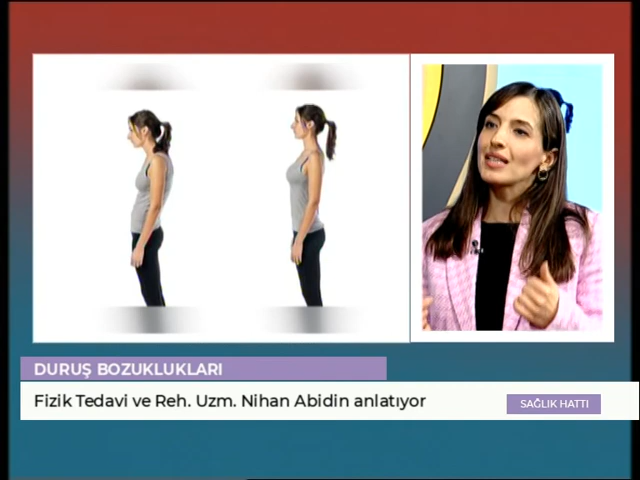 DURUŞ BOZUKLUKLARI
Fizik Tedavi ve Reh. Uzm. Nihan Abidin anlatıyor
SAĞLIK HATTI